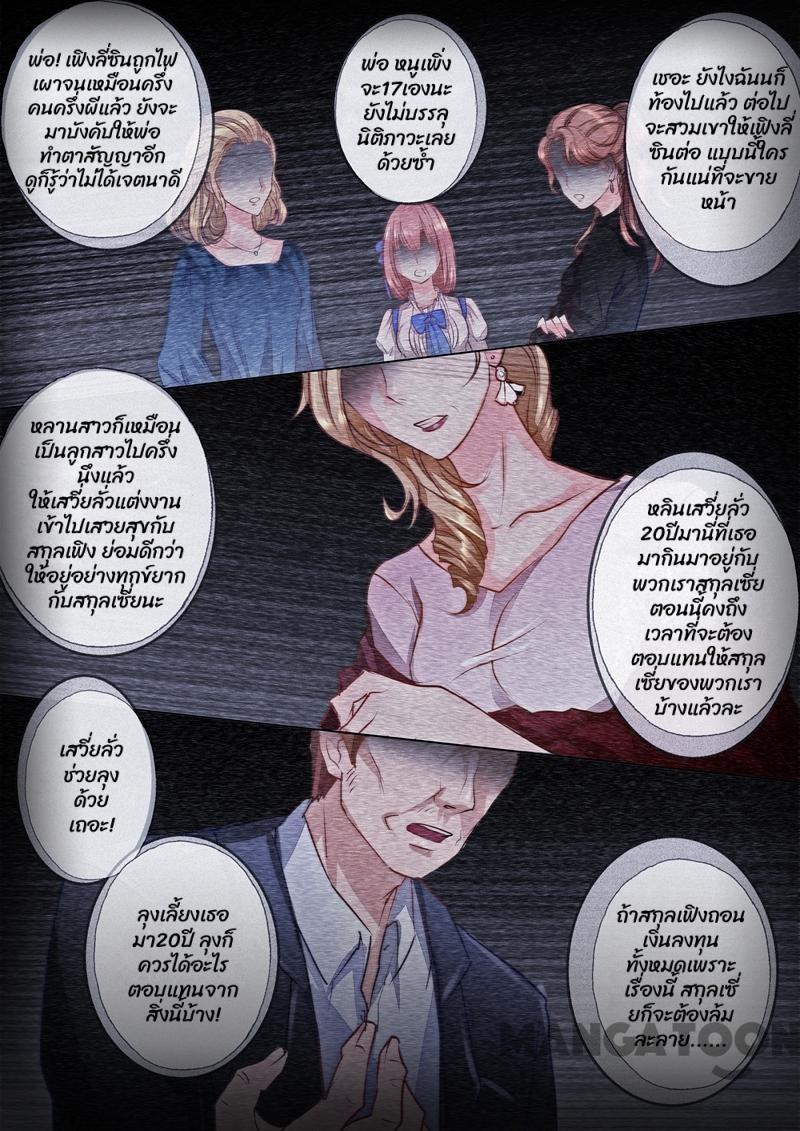 พ่อ! เฟิงลี่ซินถูกไฟ
เผาจนเหมือนครึ่ง
คนครึ่งผีแล้ว ยังจะ
มาบังคับให้พ่อ
ทำตาสัญญาอีก
ดูก็รู้ว่าไม่ได้เจตนาดี
พ่อ หนูเพิ่ง
จะ17เองนะ
ยังไม่บรรลุ
นิติภาวะเลย
ด้วยซ้ำ
เชอะ ยังไงฉันนก็
ท้องไปแล้ว ต่อไป
จะสวมเขาให้เฟิงลี่
ซินต่อ แบบนี้ใคร
กันแน่ที่จะขาย
หน้า
หลานสาวก็เหมือน
เป็นลูกสาวไปครึ่ง
นึงแล้ว
ให้เสวี่ยลั่วแต่งงาน
เข้าไปเสวยสุขกับ
สกุลเฟิง ย่อมดีกว่า
ให้อยู่อย่างทุกข์ยาก
กับสกุลเซี่ยนะ
หลินเสวี่ยลั่ว
20ปีมานี่ที่เธอ
มากินมาอยู่กับ
พวกเราสกุลเซี่ย
ตอนนี้คงถึง
เวลาที่จะต้อง
ตอบแทนให้สกุล
เซี่ยของพวกเรา
บ้างแล้วละ
เสวี่ยลั่ว
ช่วยลุง
ด้วย
เถอะ!
ลุงเลี้ยงเธอ
มา20ปี ลุงก็
ควรได้อะไร
ตอบแทนจาก
สิ่งนี้บ้าง!
ถ้าสกุลเฟิงถอน
เงินลงทุน
ทั้งหมดเพราะ
เรื่องนี้ สกุลเซี่
ยก็จะต้องล้ม
ละลาย......
MANGATOON